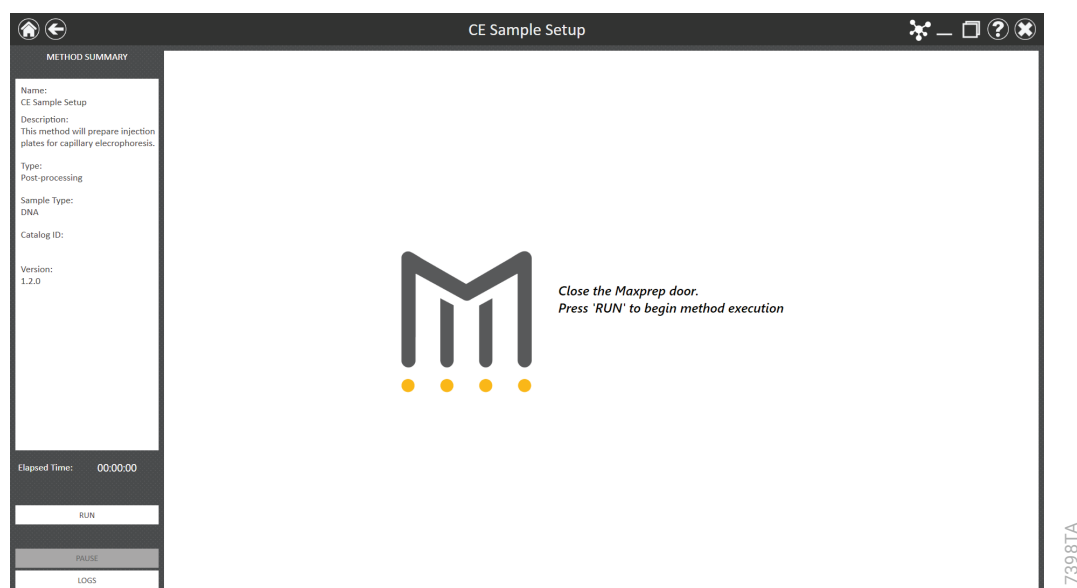 CE Sample Setup
METHOD SUMMARY
Name:
CE Sample Setup
Description:
This method will prepare injection
plates for capillary elecrophoresis.
Type:
Post-processing
Sample Type:
DNA
Catalog ID:
Version:
1.2.0
Close the Maxprep door.
Press 'RUN' to begin method execution
Elapsed Time: 00:00:00
RUN
PAUSE
LOGS
7398TA